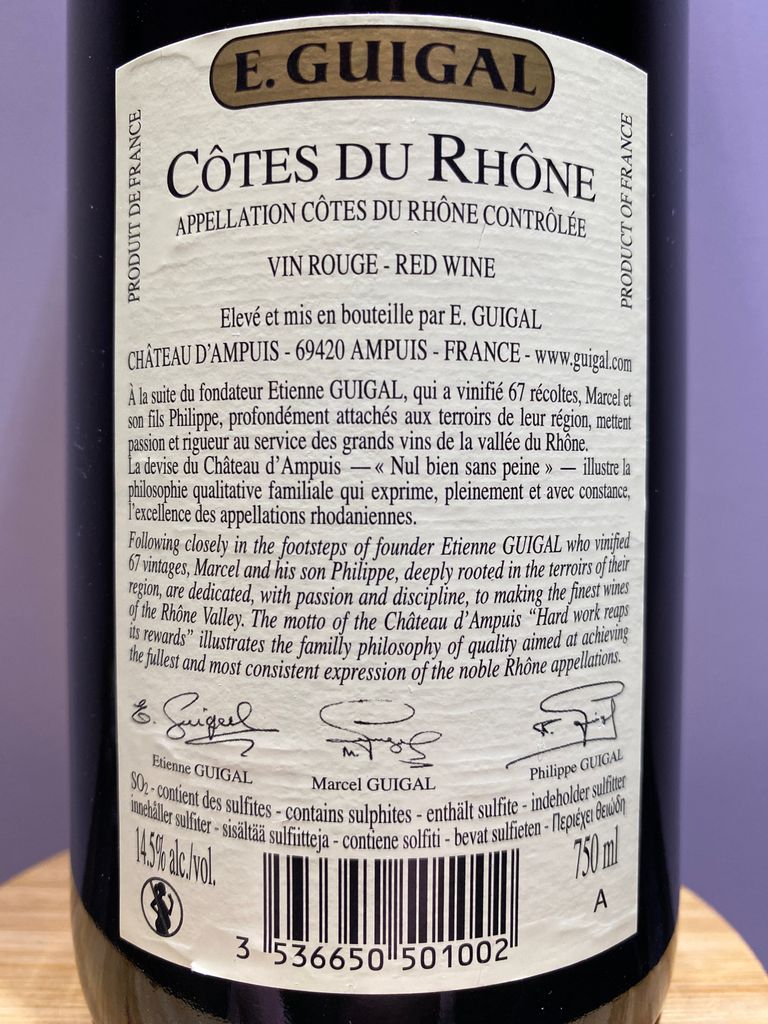 E. GUIGAL
PRODUIT DE FRANCE
PRODUCT OF FRANCE
CÔTES DU RHÔNE
APPELLATION CÔTES DU RHÔNE CONTRÔLÉE
VIN ROUGE - RED WINE
Elevé et mis en bouteille par E. GUIGAL
CHÂTEAU D'AMPUIS - 69420 AMPUIS - FRANCE - www.guigal.com
À la suite du fondateur Etienne GUIGAL, qui a vinifié 67 récoltes, Marcel et
son fils Philippe, profondément attachés aux terroirs de leur région, mettent
passion et rigueur au service des grands vins de la vallée du Rhône.
La devise du Château d'Ampuis — « Nul bien sans peine » — illustre la
philosophie qualitative familiale qui exprime, pleinement et avec constance,
l'excellence des appellations rhodaniennes.
Following closely in the footsteps of founder Etienne GUIGAL who vinified
67 vintages, Marcel and his son Philippe, deeply rooted in the terroirs of their
region, are dedicated, with passion and discipline, to making the finest wines
of the Rhône Valley. The motto of the Château d'Ampuis "Hard work reaps
its rewards" illustrates the familly philosophy of quality aimed at achieving
the fullest and most consistent expression of the noble Rhône appellations.
E. Guigal
Etienne GUIGAL
Marcel GUIGAL
Philippe GUIGAL
SO₂ - contient des sulfites - contains sulphites - enthält sulfite - indeholder sulfitter
innehåller sulfiter - sisältää sulfiitteja - contiene solfiti - bevat sulfieten - Περιέχει θειώδη
14.5% alc./vol.
750 ml
A
3 536650 501002